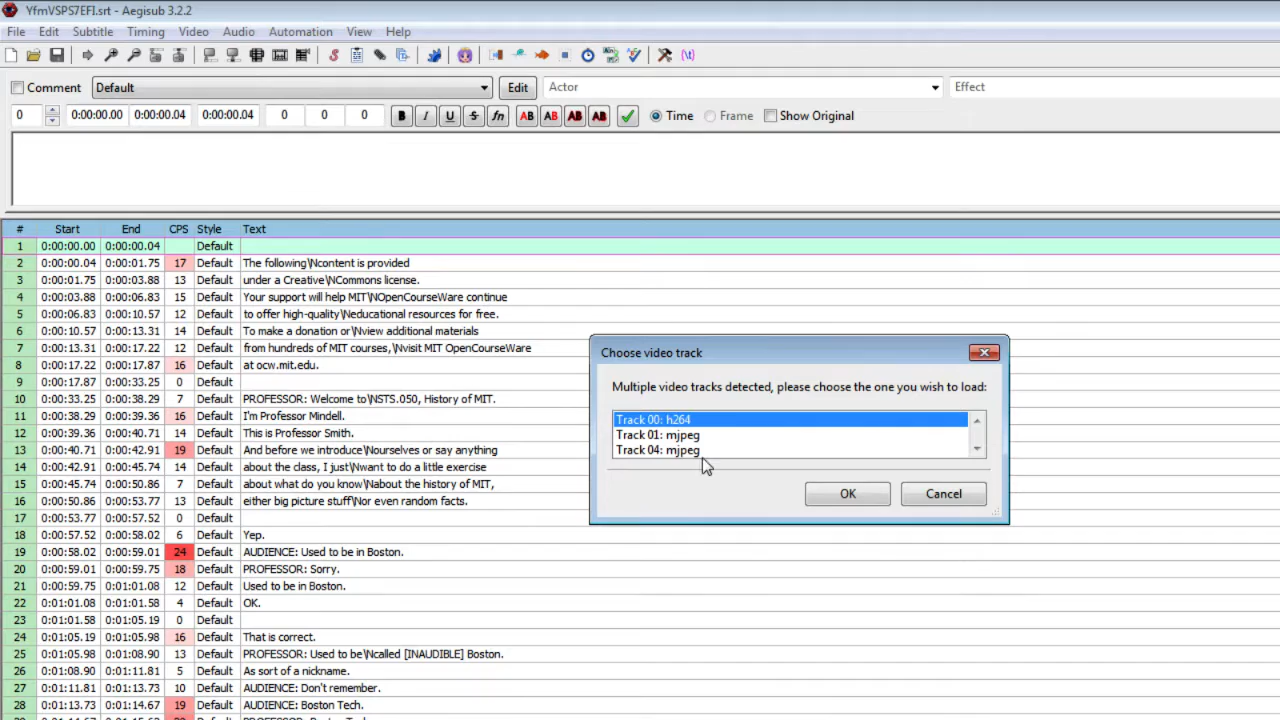 YfmVSPS7EFI.srt - Aegisub 3.2.2
File Edit Subtitle Timing Video Audio Automation View Help
Comment Default Edit Actor Effect
0 0:00:00.00 0:00:00.04 0:00:00.04 0 0 0 B I U S fn AB AB AB AB Time Frame Show Original
# Start End CPS Style Text
1 0:00:00.00 0:00:00.04 Default
2 0:00:00.04 0:00:01.75 17 Default The following\Ncontent is provided
3 0:00:01.75 0:00:03.88 13 Default under a Creative\NCommons license.
4 0:00:03.88 0:00:06.83 15 Default Your support will help MIT\NOpenCourseWare continue
5 0:00:06.83 0:00:10.57 12 Default to offer high-quality\Neducational resources for free.
6 0:00:10.57 0:00:13.31 14 Default To make a donation or\Nview additional materials
7 0:00:13.31 0:00:17.22 12 Default from hundreds of MIT courses,\Nvisit MIT OpenCourseWare
8 0:00:17.22 0:00:17.87 16 Default at ocw.mit.edu.
9 0:00:17.87 0:00:33.25 0 Default
10 0:00:33.25 0:00:38.29 7 Default PROFESSOR: Welcome to\NSTS.050, History of MIT.
11 0:00:38.29 0:00:39.36 16 Default I'm Professor Mindell.
12 0:00:39.36 0:00:40.71 14 Default This is Professor Smith.
13 0:00:40.71 0:00:42.91 19 Default And before we introduce\Nourselves or say anything
14 0:00:42.91 0:00:45.74 14 Default about the class, I just\Nwant to do a little exercise
15 0:00:45.74 0:00:50.86 7 Default about what do you know\Nabout the history of MIT,
16 0:00:50.86 0:00:53.77 13 Default either big picture stuff\Nor even random facts.
17 0:00:53.77 0:00:57.52 0 Default
18 0:00:57.52 0:00:58.02 6 Default Yep.
19 0:00:58.02 0:00:59.01 24 Default AUDIENCE: Used to be in Boston.
20 0:00:59.01 0:00:59.75 18 Default PROFESSOR: Sorry.
21 0:00:59.75 0:01:01.08 12 Default Used to be in Boston.
22 0:01:01.08 0:01:01.58 4 Default OK.
23 0:01:01.58 0:01:05.19 0 Default
24 0:01:05.19 0:01:05.98 16 Default That is correct.
25 0:01:05.98 0:01:08.90 13 Default PROFESSOR: Used to be\Ncalled [INAUDIBLE] Boston.
26 0:01:08.90 0:01:11.81 5 Default As sort of a nickname.
27 0:01:11.81 0:01:13.73 10 Default AUDIENCE: Don't remember.
28 0:01:13.73 0:01:14.67 19 Default AUDIENCE: Boston Tech.
Choose video track
Multiple video tracks detected, please choose the one you wish to load:
Track 00: h264
Track 01: mjpeg
Track 04: mjpeg
OK Cancel